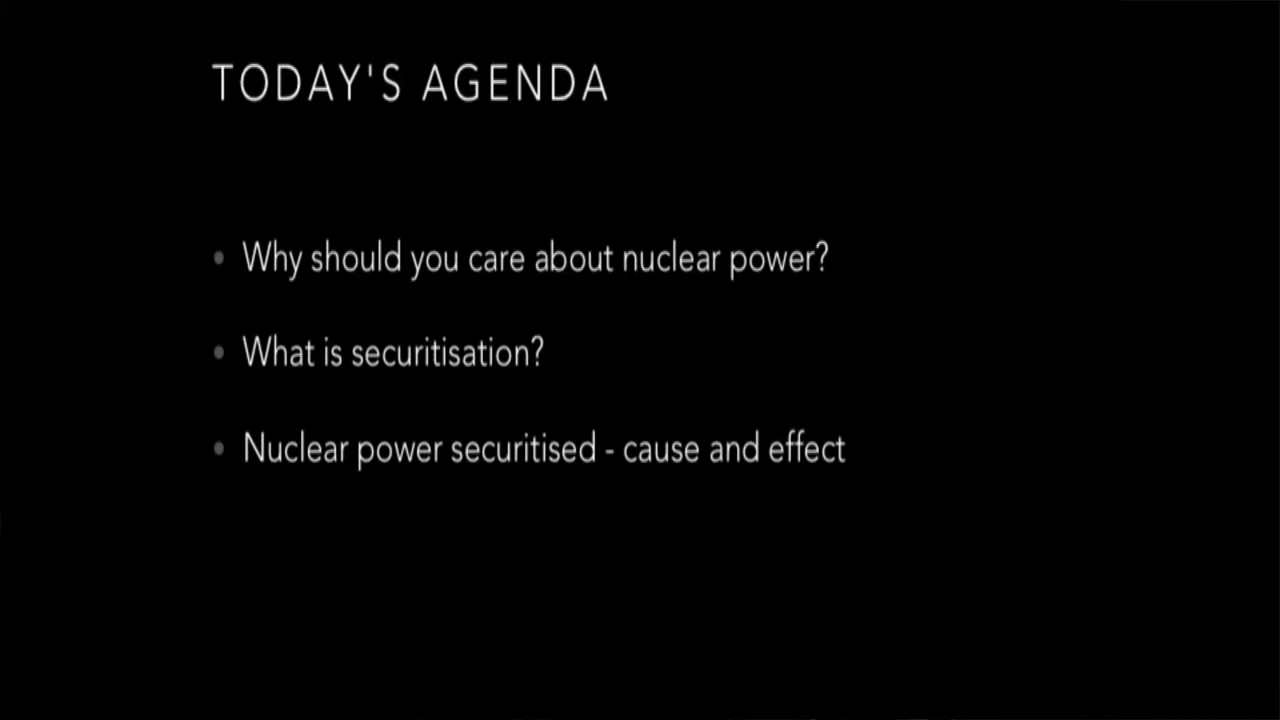 TODAY'S AGENDA
• Why should you care about nuclear power?
• What is securitisation?
• Nuclear power securitised - cause and effect